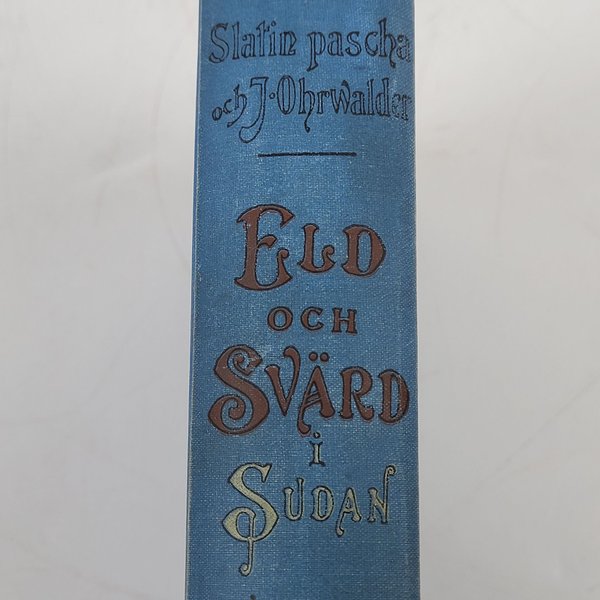 Slatin pascha
och J. Ohrwalder
ELD
OCH
SVÄRD
i
SUDAN